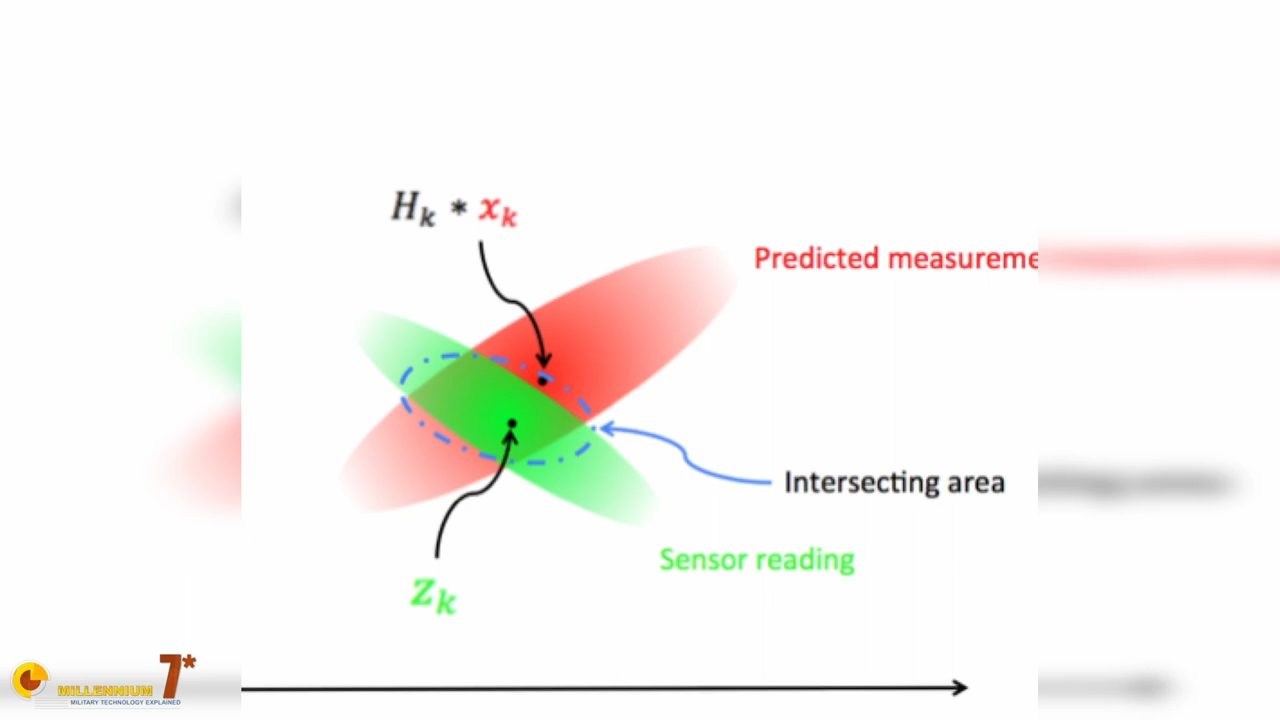 H_k * x_k
Predicted measureme
Intersecting area
Sensor reading
z_k
MILLENNIUM 7*
MILITARY TECHNOLOGY EXPLAINED